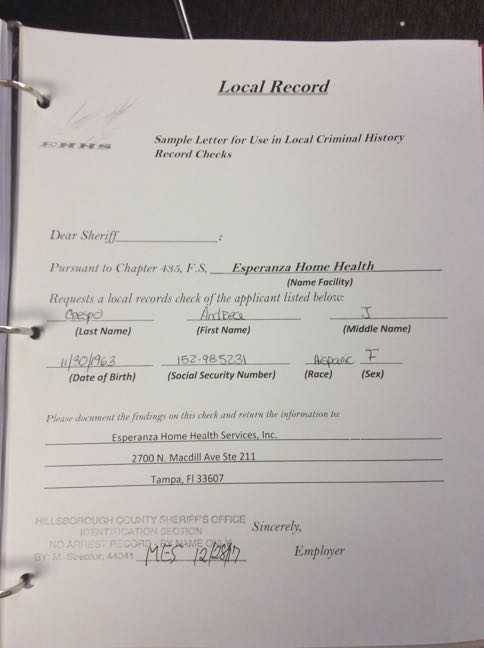 Local Record
EHHS
Sample Letter for Use in Local Criminal History
Record Checks
Dear Sheriff :
Pursuant to Chapter 435, F.S, Esperanza Home Health
(Name Facility)
Requests a local records check of the applicant listed below:
Crespo Andreea J
(Last Name) (First Name) (Middle Name)
11/30/1963 152-985231 Hispanic F
(Date of Birth) (Social Security Number) (Race) (Sex)
Please document the findings on this check and return the information to:
Esperanza Home Health Services, Inc.
2700 N. Macdill Ave Ste 211
Tampa, Fl 33607
HILLSBOROUGH COUNTY SHERIFF'S OFFICE
IDENTIFICATION SECTION
NO ARREST RECORD - BY NAME ONLY
BY: M. 44041 MES 12/28/17
Sincerely,
Employer